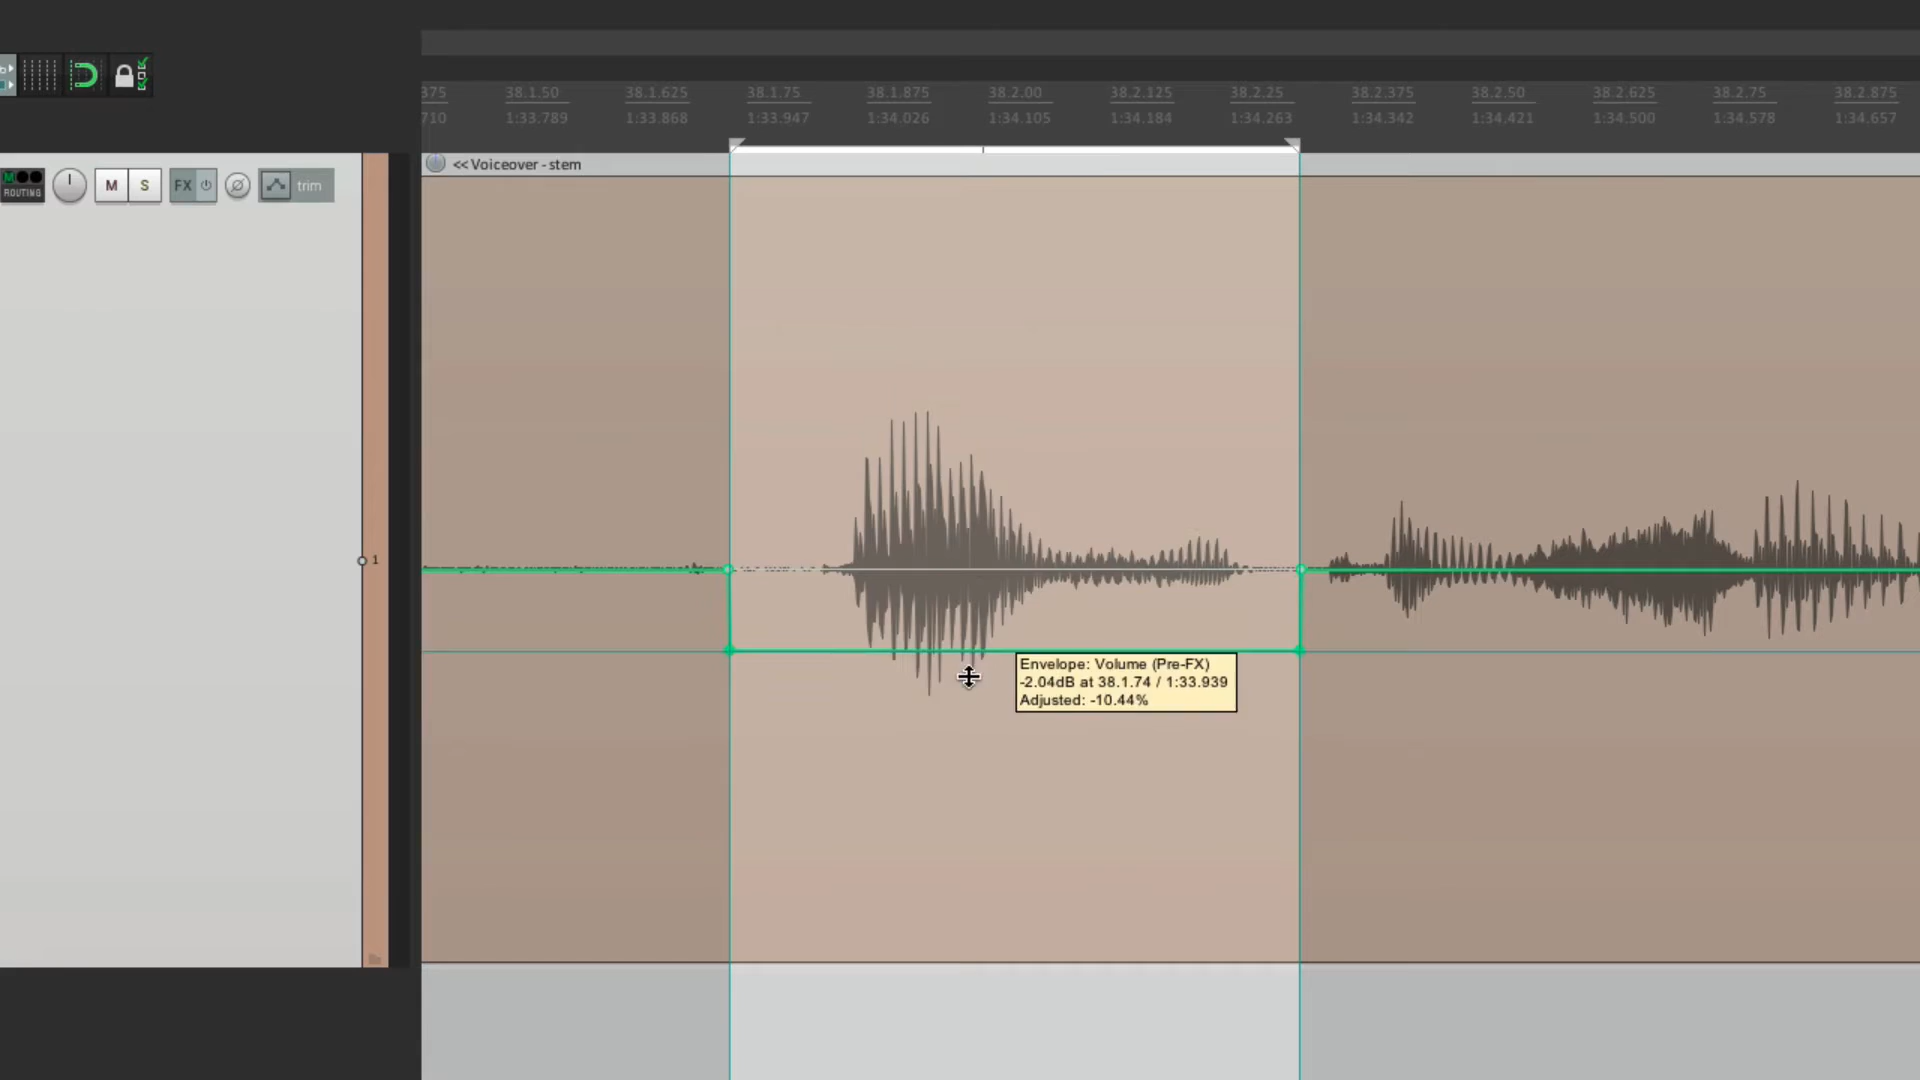 375 38.1.50 38.1.625 38.1.75 38.1.875 38.2.00 38.2.125 38.2.25 38.2.375 38.2.50 38.2.625 38.2.75 38.2.875
710 1:33.789 1:33.868 1:33.947 1:34.026 1:34.105 1:34.184 1:34.263 1:34.342 1:34.421 1:34.500 1:34.578 1:34.657
<< Voiceover - stem
M
ROUTING
M S FX trim
1
Envelope: Volume (Pre-FX)
-2.04dB at 38.1.74 / 1:33.939
Adjusted: -10.44%